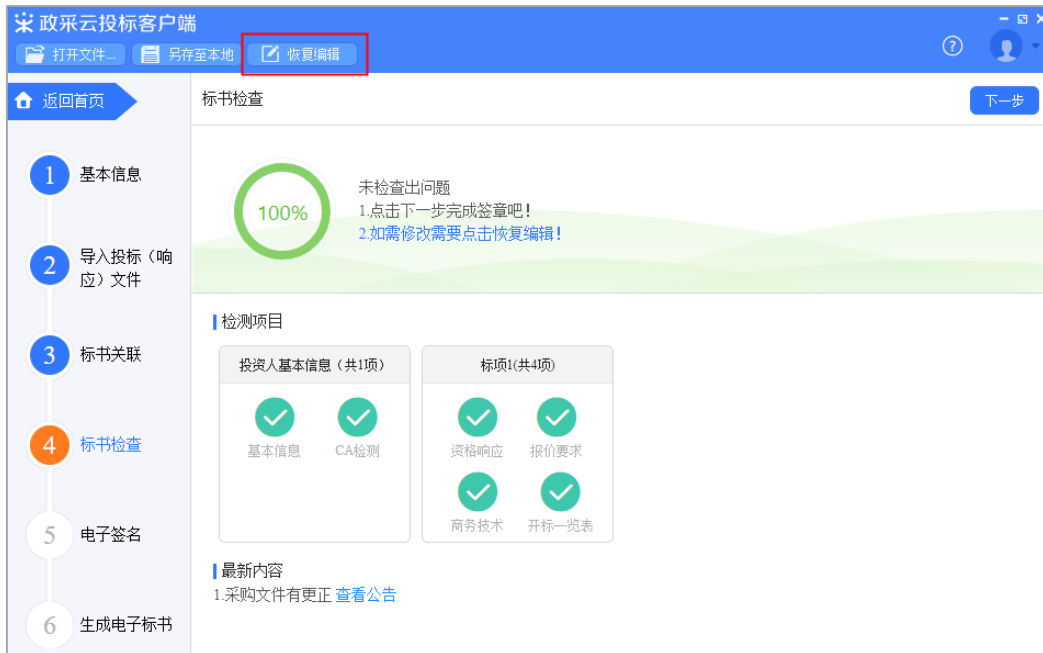 政采云投标客户端
打开文件... 另存至本地 恢复编辑
返回首页
标书检查
下一步
1 基本信息
100%
未检查出问题
1.点击下一步完成签章吧!
2.如需修改需要点击恢复编辑!
2 导入投标（响
应）文件
检测项目
3 标书关联
投资人基本信息（共1项）
标项1(共4项)
基本信息 CA检测
资格响应 报价要求
商务技术 开标一览表
4 标书检查
5 电子签名
最新内容
1.采购文件有更正 查看公告
6 生成电子标书